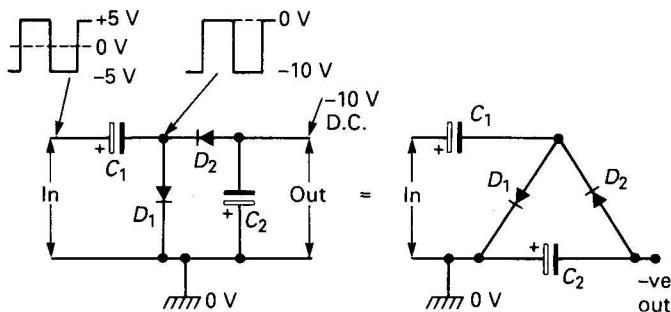 +5 V
0 V
−5 V
0 V
−10 V
−10 V
D.C.
+
C1
D2
In
D1
+
C2
Out
0 V
=
C1
+
In
D1
D2
+
C2
0 V
−ve
out